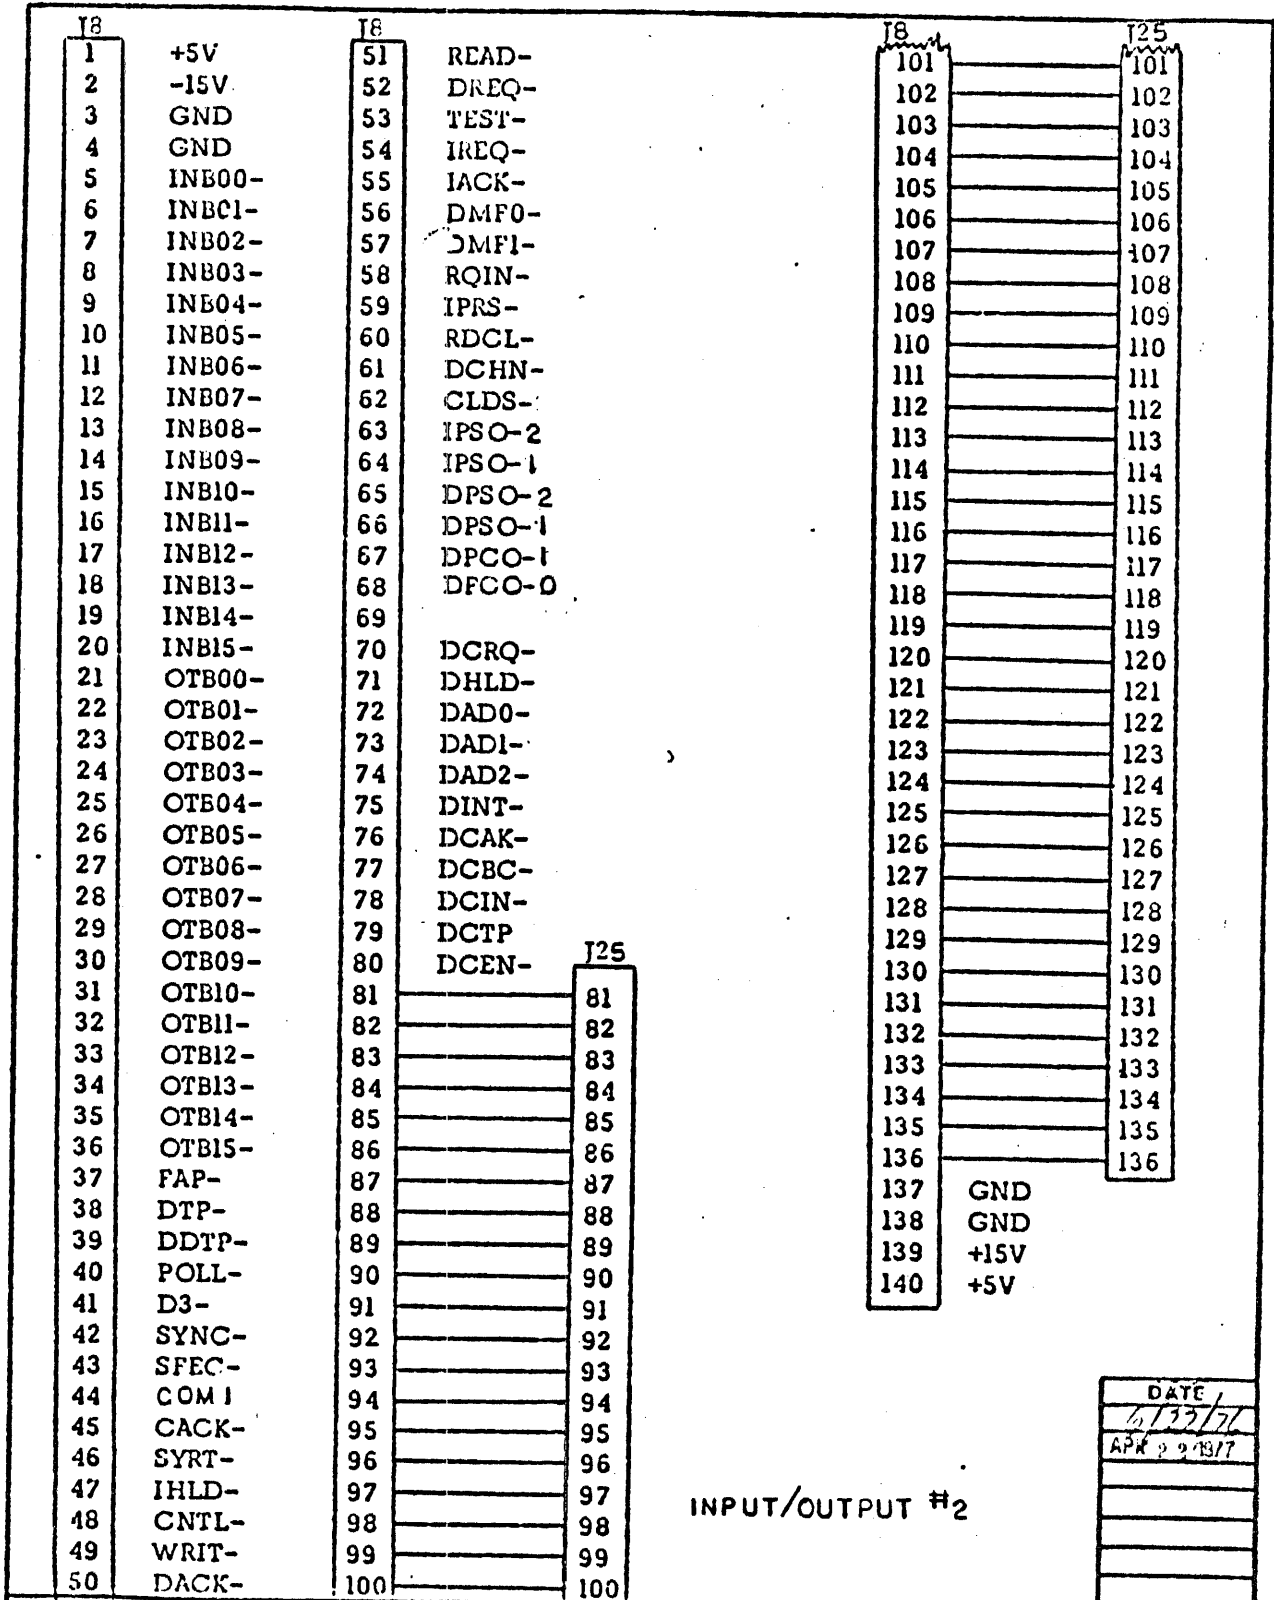 J8
1 +5V
2 -15V
3 GND
4 GND
5 INB00-
6 INB01-
7 INB02-
8 INB03-
9 INB04-
10 INB05-
11 INB06-
12 INB07-
13 INB08-
14 INB09-
15 INB10-
16 INB11-
17 INB12-
18 INB13-
19 INB14-
20 INB15-
21 OTB00-
22 OTB01-
23 OTB02-
24 OTB03-
25 OTB04-
26 OTB05-
27 OTB06-
28 OTB07-
29 OTB08-
30 OTB09-
31 OTB10-
32 OTB11-
33 OTB12-
34 OTB13-
35 OTB14-
36 OTB15-
37 FAP-
38 DTP-
39 DDTP-
40 POLL-
41 D3-
42 SYNC-
43 SFEC-
44 COM1
45 CACK-
46 SYRT-
47 IHLD-
48 CNTL-
49 WRIT-
50 DACK-
J8
51 READ-
52 DREQ-
53 TEST-
54 IREQ-
55 IACK-
56 DMF0-
57 DMF1-
58 RQIN-
59 IPRS-
60 RDCL-
61 DCHN-
62 CLDS-
63 IPSO-2
64 IPSO-1
65 DPSO-2
66 DPSO-1
67 DPCO-1
68 DPCO-0
69
70 DCRQ-
71 DHLD-
72 DAD0-
73 DAD1-
74 DAD2-
75 DINT-
76 DCAK-
77 DCBC-
78 DCIN-
79 DCTP
80 DCEN-
J25
81 81
82 82
83 83
84 84
85 85
86 86
87 87
88 88
89 89
90 90
91 91
92 92
93 93
94 94
95 95
96 96
97 97
98 98
99 99
100 100
J8 J25
101 101
102 102
103 103
104 104
105 105
106 106
107 107
108 108
109 109
110 110
111 111
112 112
113 113
114 114
115 115
116 116
117 117
118 118
119 119
120 120
121 121
122 122
123 123
124 124
125 125
126 126
127 127
128 128
129 129
130 130
131 131
132 132
133 133
134 134
135 135
136 136
137 GND
138 GND
139 +15V
140 +5V
INPUT/OUTPUT #2
DATE
APR 22 1977